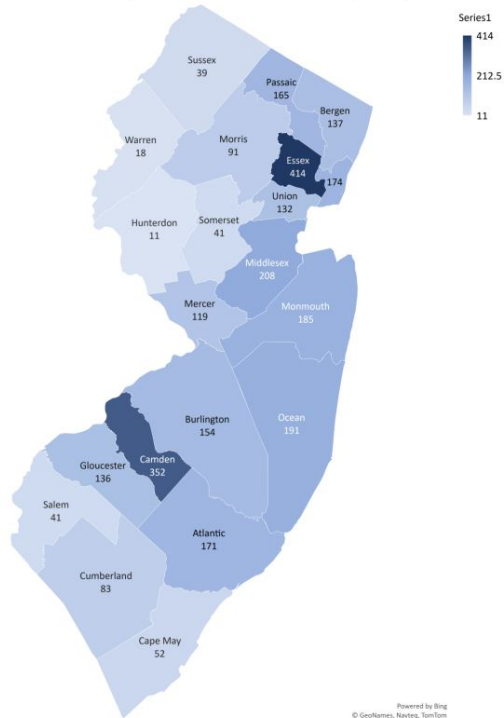 Series1
414
212.5
11
Sussex
39
Passaic
165
Bergen
137
Warren
18
Morris
91
Essex
414
174
Union
132
Hunterdon
11
Somerset
41
Middlesex
208
Mercer
119
Monmouth
185
Ocean
191
Burlington
154
Camden
352
Gloucester
136
Salem
41
Atlantic
171
Cumberland
83
Cape May
52
Powered by Bing
© GeoNames, Navteq, TomTom